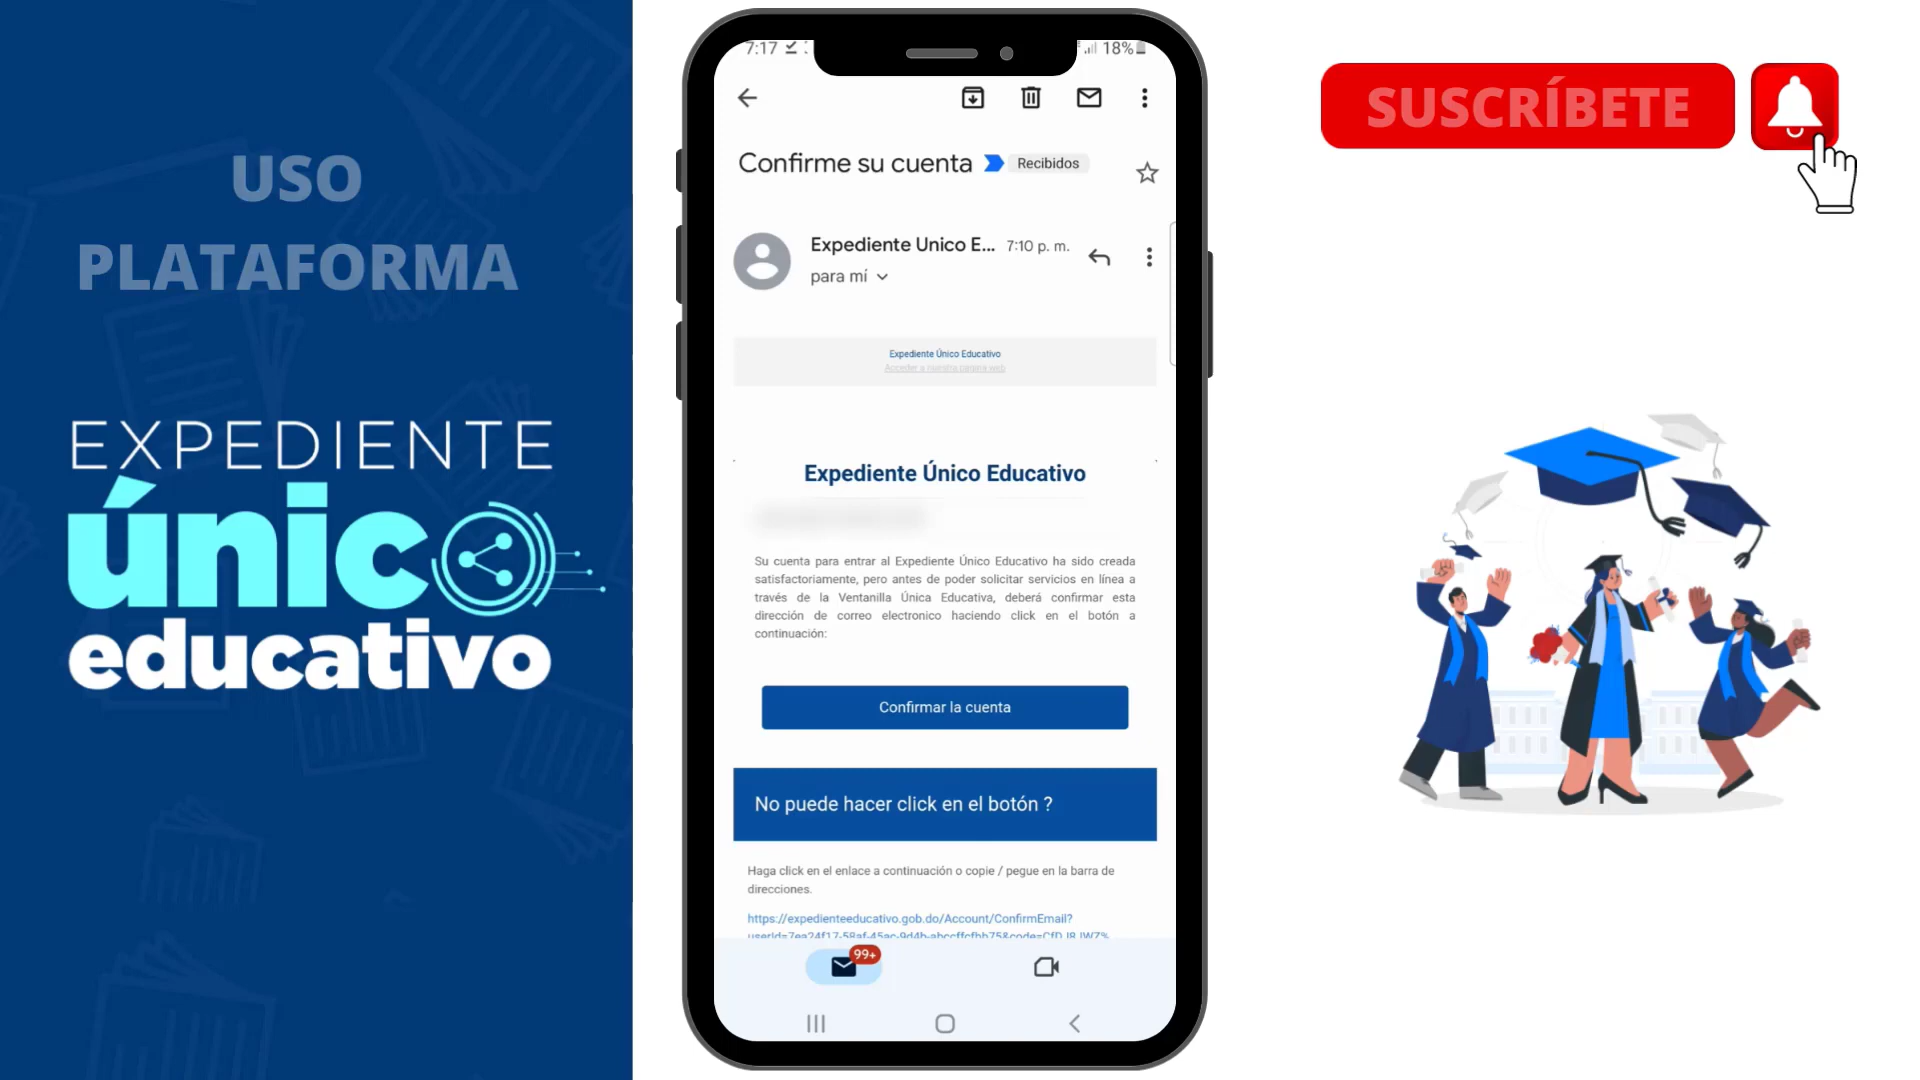 USO
PLATAFORMA
EXPEDIENTE
único
educativo
7:17
18%
Confirme su cuenta
Recibidos
Expediente Unico E...
7:10 p. m.
para mí
Expediente Único Educativo
Acceder a nuestra página web
Expediente Único Educativo
Su cuenta para entrar al Expediente Único Educativo ha sido creada
satisfactoriamente, pero antes de poder solicitar servicios en línea a
través de la Ventanilla Única Educativa, deberá confirmar esta
dirección de correo electronico haciendo click en el botón a
continuación:
Confirmar la cuenta
No puede hacer click en el botón ?
Haga click en el enlace a continuación o copie / pegue en la barra de
direcciones.
https://expedienteeducativo.gob.do/Account/ConfirmEmail?
99+
SUSCRÍBETE